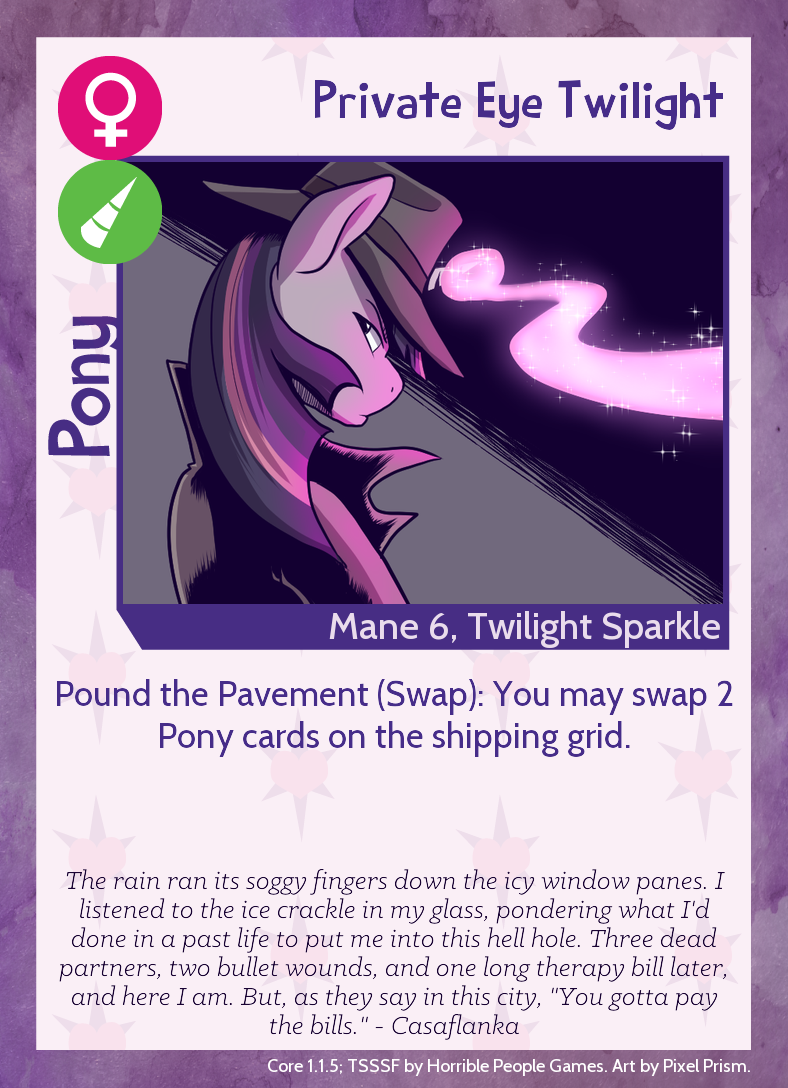 Private Eye Twilight
Pony
Mane 6, Twilight Sparkle
Pound the Pavement (Swap): You may swap 2
Pony cards on the shipping grid.
The rain ran its soggy fingers down the icy window panes. I
listened to the ice crackle in my glass, pondering what I'd
done in a past life to put me into this hell hole. Three dead
partners, two bullet wounds, and one long therapy bill later,
and here I am. But, as they say in this city, "You gotta pay
the bills." - Casaflanka
Core 1.1.5; TSSSF by Horrible People Games. Art by Pixel Prism.